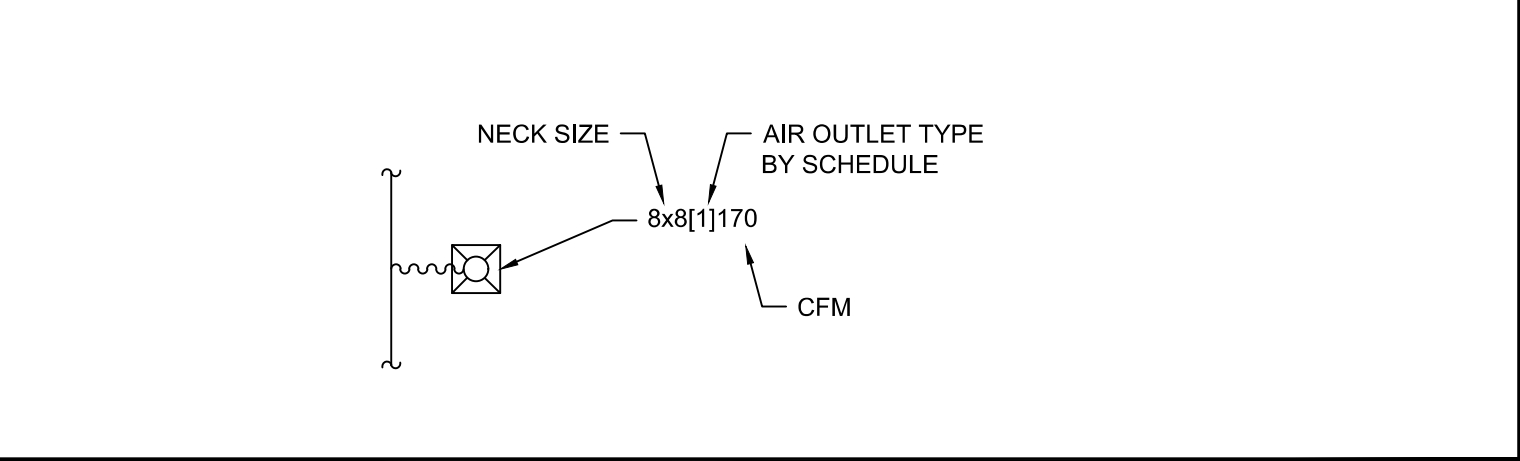 NECK SIZE
AIR OUTLET TYPE
BY SCHEDULE
8x8[1]170
CFM